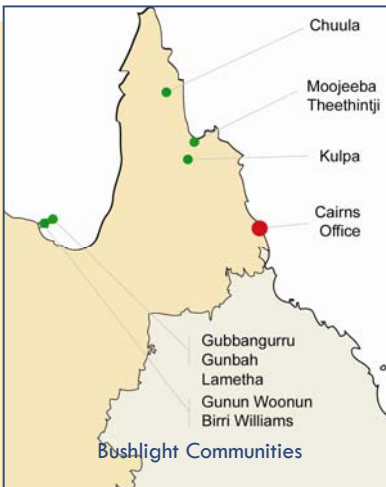 Chuula
Moojeeba
Theethintji
Kulpa
Cairns
Office
Gubbangurru
Gunbah
Lametha
Gunun Woonun
Birri Williams
Bushlight Communities